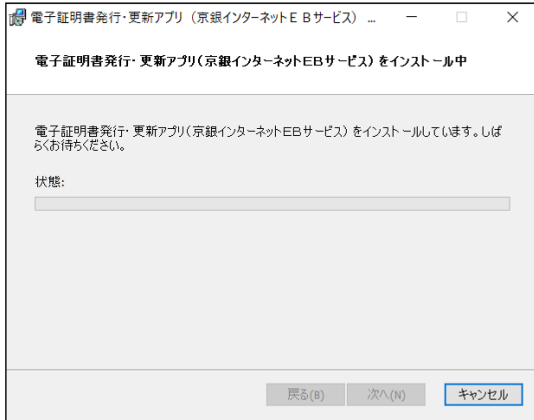 電子証明書発行・更新アプリ（京銀インターネットＥＢサービス） ...
電子証明書発行・更新アプリ(京銀インターネットＥＢサービス) をインストール中
電子証明書発行・更新アプリ(京銀インターネットＥＢサービス) をインストールしています。しば
らくお待ちください。
状態:
戻る(B)
次へ(N)
キャンセル